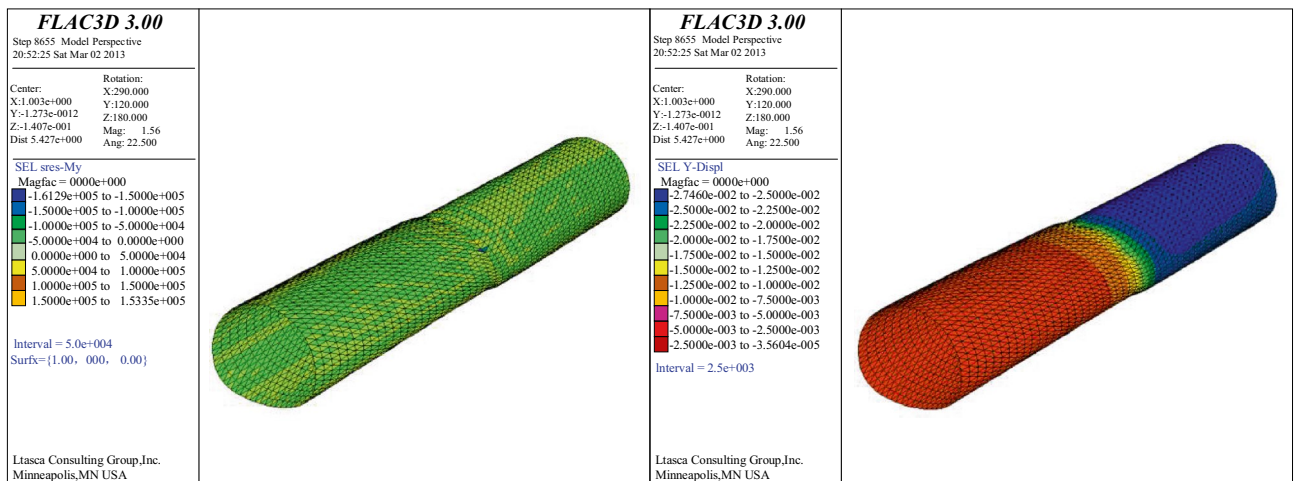 FLAC3D 3.00
Step 8655 Model Perspective
20:52:25 Sat Mar 02 2013
Center:
X:1.003e+000
Y:-1.273e-0012
Z:-1.407e-001
Dist 5.427e+000
Rotation:
X:290.000
Y:120.000
Z:180.000
Mag: 1.56
Ang: 22.500
SEL sres-My
Magfac = 0000e+000
-1.6129e+005 to -1.5000e+005
-1.5000e+005 to -1.0000e+005
-1.0000e+005 to -5.0000e+004
-5.0000e+004 to 0.0000e+000
0.0000e+000 to 5.0000e+004
5.0000e+004 to 1.0000e+005
1.0000e+005 to 1.5000e+005
1.5000e+005 to 1.5335e+005
Interval = 5.0e+004
Surfx={1.00, 000, 0.00}
Ltasca Consulting Group,Inc.
Minneapolis,MN USA
FLAC3D 3.00
Step 8655 Model Perspective
20:52:25 Sat Mar 02 2013
Center:
X:1.003e+000
Y:-1.273e-0012
Z:-1.407e-001
Dist 5.427e+000
Rotation:
X:290.000
Y:120.000
Z:180.000
Mag: 1.56
Ang: 22.500
SEL Y-Displ
Magfac = 0000e+000
-2.7460e-002 to -2.5000e-002
-2.5000e-002 to -2.2500e-002
-2.2500e-002 to -2.0000e-002
-2.0000e-002 to -1.7500e-002
-1.7500e-002 to -1.5000e-002
-1.5000e-002 to -1.2500e-002
-1.2500e-002 to -1.0000e-002
-1.0000e-002 to -7.5000e-003
-7.5000e-003 to -5.0000e-003
-5.0000e-003 to -2.5000e-003
-2.5000e-003 to -3.5604e-005
Interval = 2.5e+003
Ltasca Consulting Group,Inc.
Minneapolis,MN USA